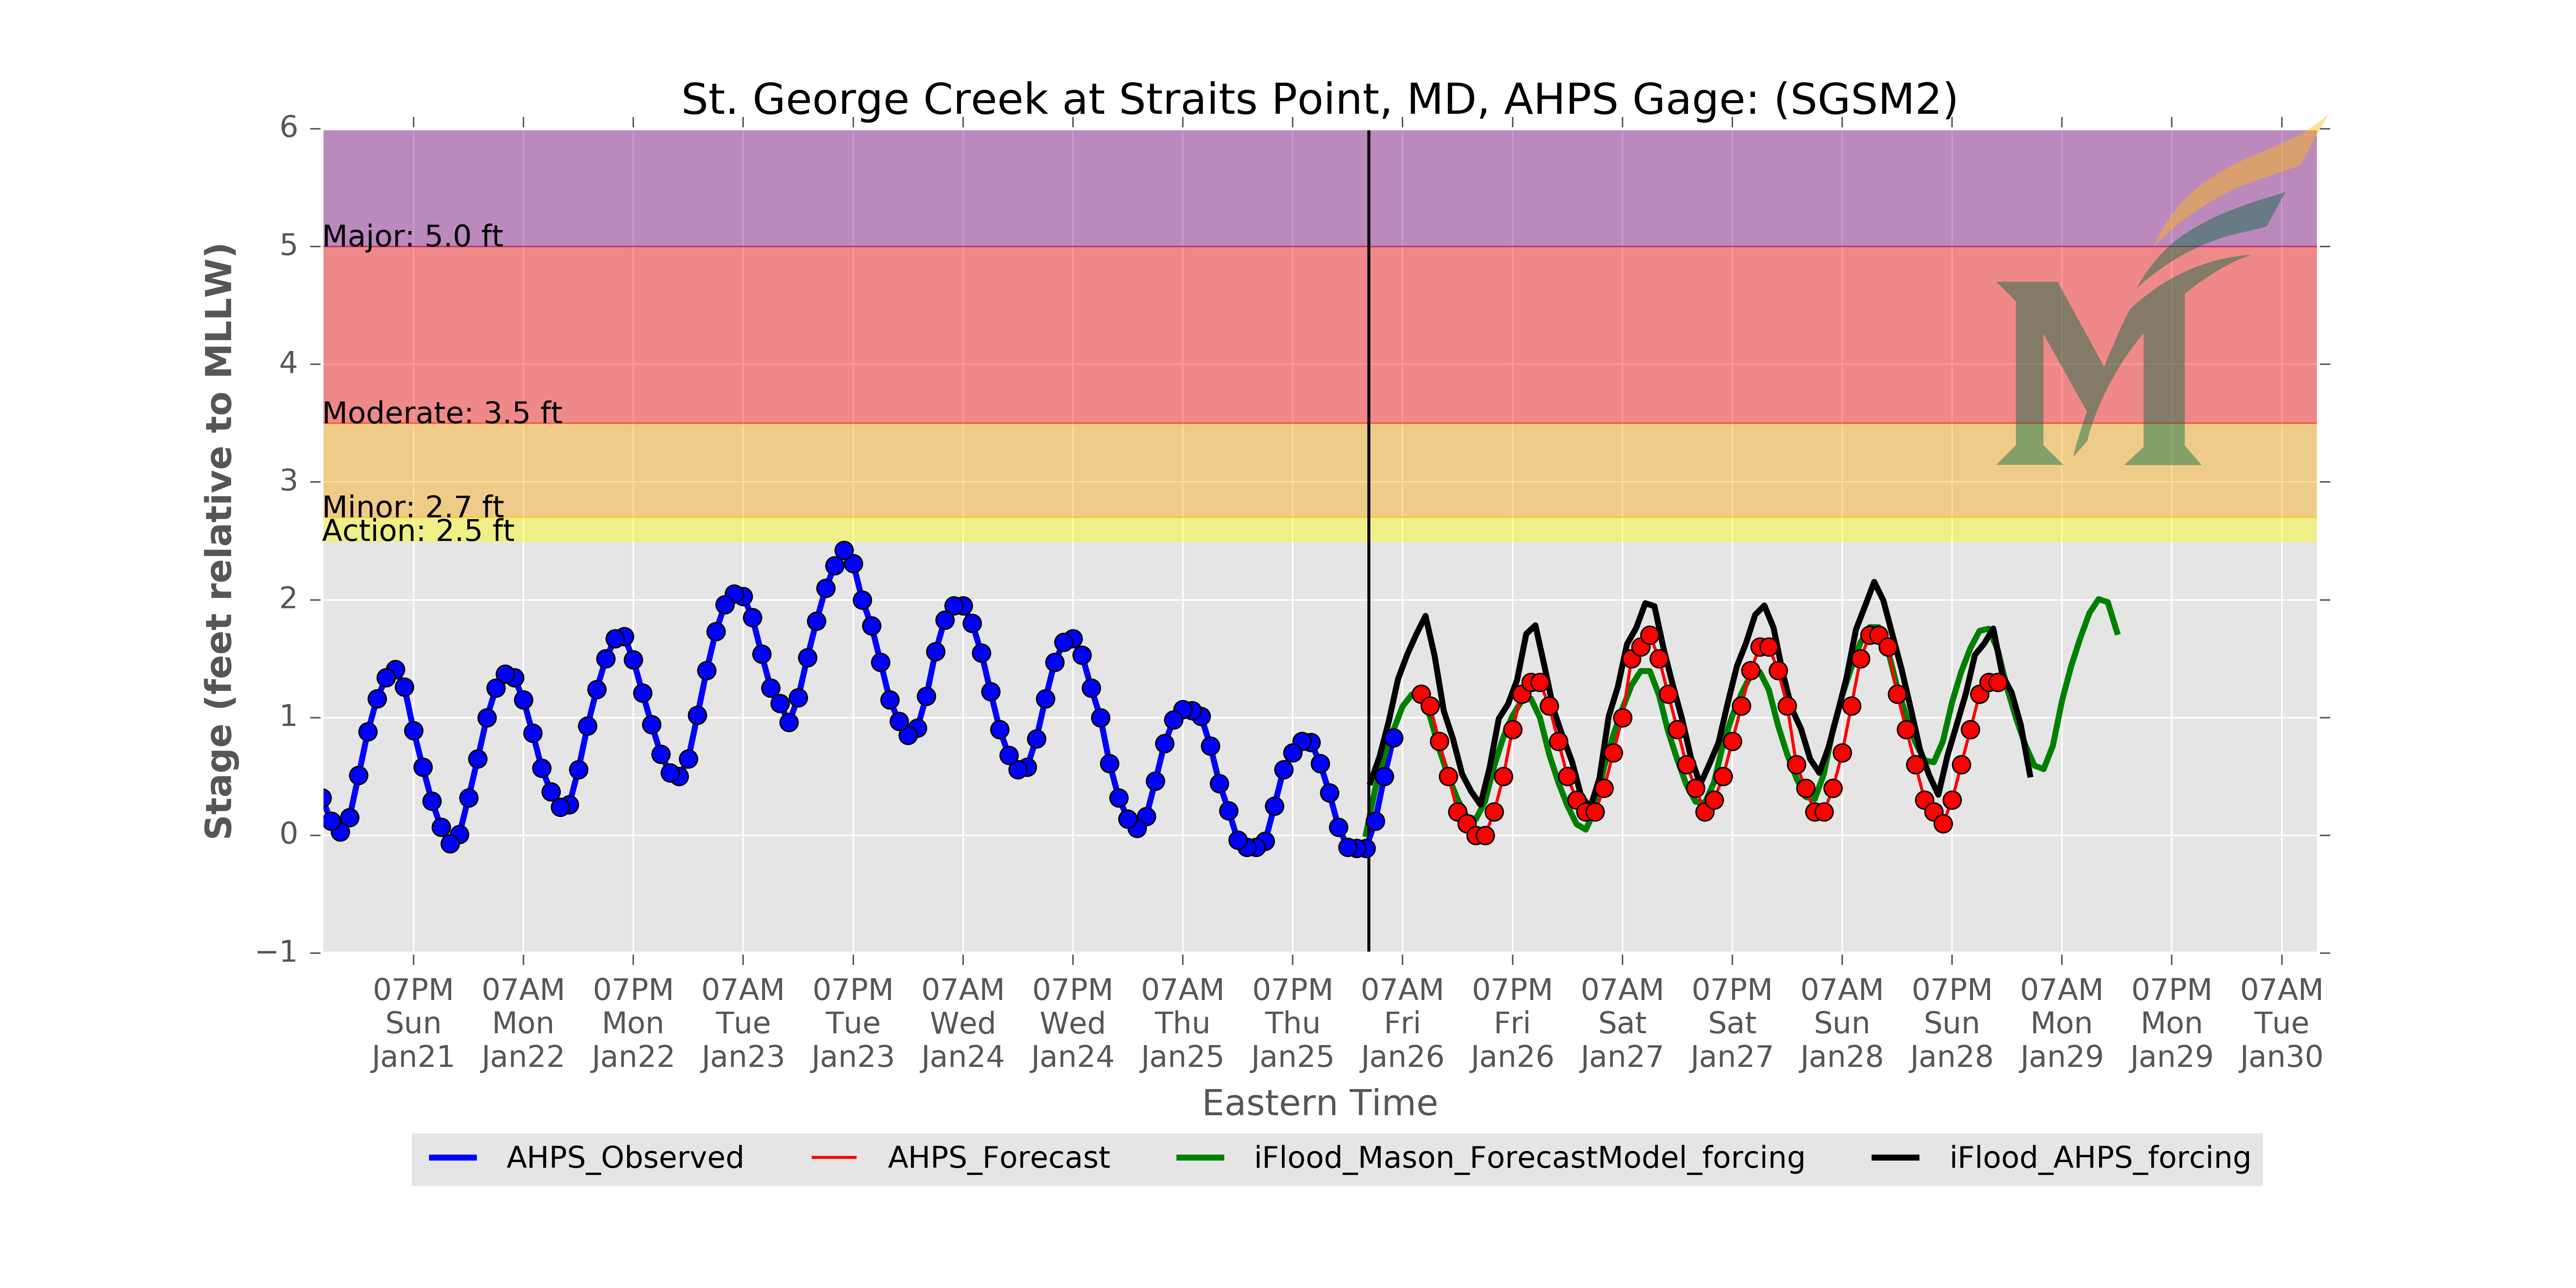 St. George Creek at Straits Point, MD, AHPS Gage: (SGSM2)
Stage (feet relative to MLLW)
6
5
4
3
2
1
0
−1
Major: 5.0 ft
Moderate: 3.5 ft
Minor: 2.7 ft
Action: 2.5 ft
M
07PM 07AM 07PM 07AM 07PM 07AM 07PM 07AM 07PM 07AM 07PM 07AM 07PM 07AM 07PM 07AM 07PM 07AM
Sun Mon Mon Tue Tue Wed Wed Thu Thu Fri Fri Sat Sat Sun Sun Mon Mon Tue
Jan21 Jan22 Jan22 Jan23 Jan23 Jan24 Jan24 Jan25 Jan25 Jan26 Jan26 Jan27 Jan27 Jan28 Jan28 Jan29 Jan29 Jan30
Eastern Time
AHPS_Observed AHPS_Forecast iFlood_Mason_ForecastModel_forcing iFlood_AHPS_forcing